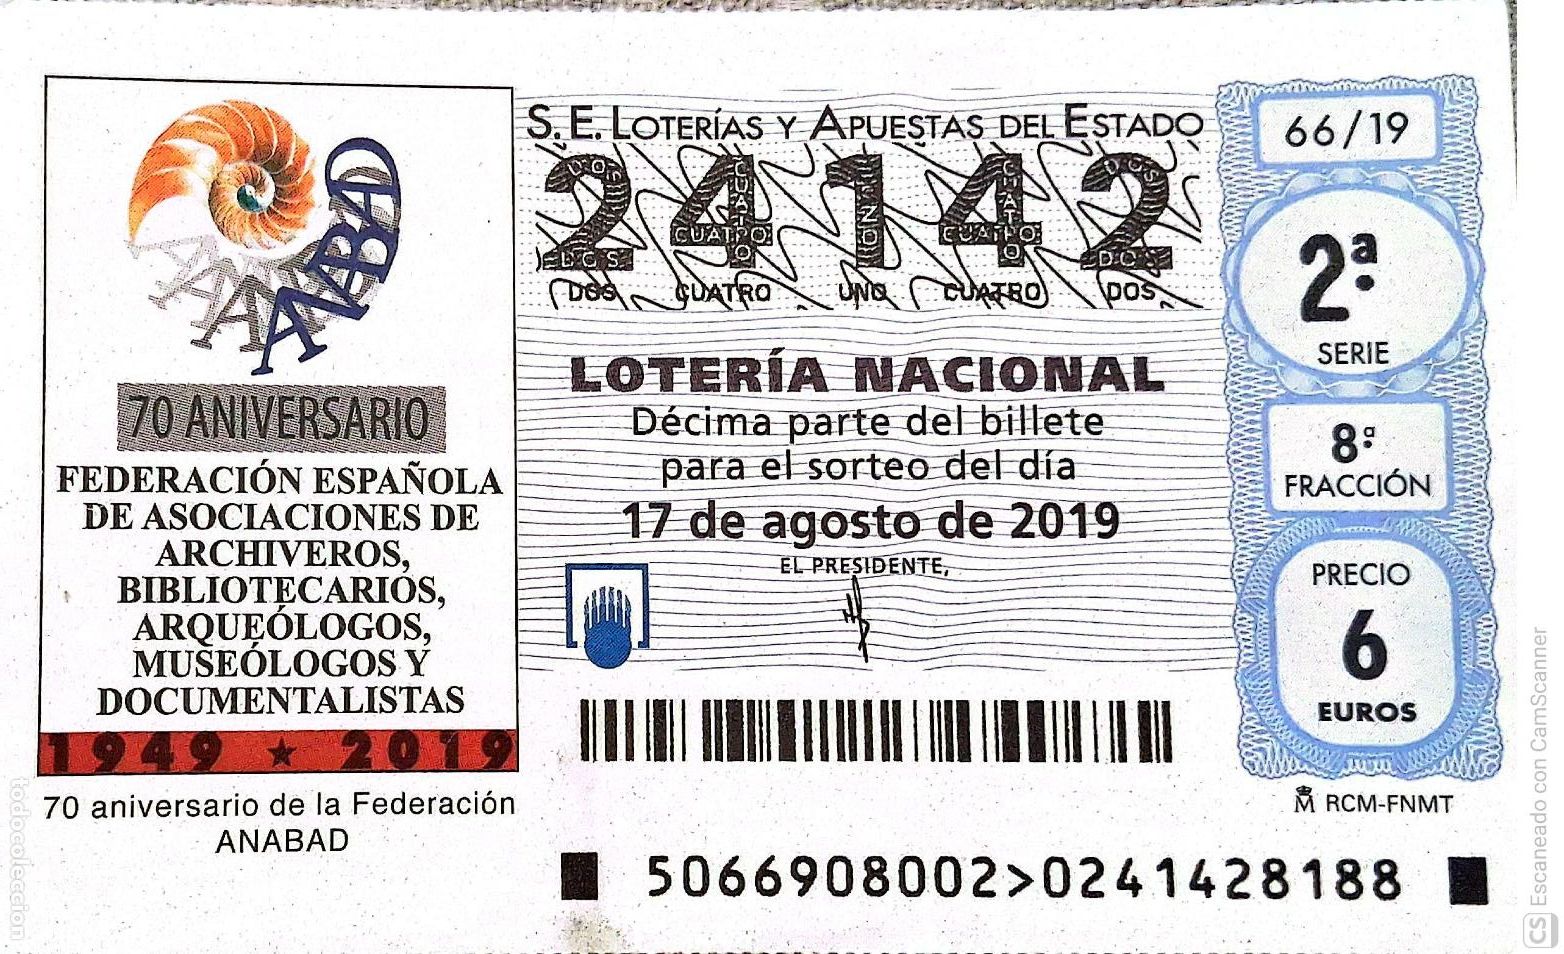 ANABAD
70 ANIVERSARIO
FEDERACIÓN ESPAÑOLA
DE ASOCIACIONES DE
ARCHIVEROS,
BIBLIOTECARIOS,
ARQUEÓLOGOS,
MUSEÓLOGOS Y
DOCUMENTALISTAS
1949 ★ 2019
70 aniversario de la Federación
ANABAD
S. E. LOTERÍAS Y APUESTAS DEL ESTADO
24142
DOS CUATRO UNO CUATRO DOS
LOTERÍA NACIONAL
Décima parte del billete
para el sorteo del día
17 de agosto de 2019
EL PRESIDENTE,
66/19
2ª
SERIE
8ª
FRACCIÓN
PRECIO
6
EUROS
M RCM-FNMT
5066908002>0241428188
todocoleccion
CS Escaneado con CamScanner